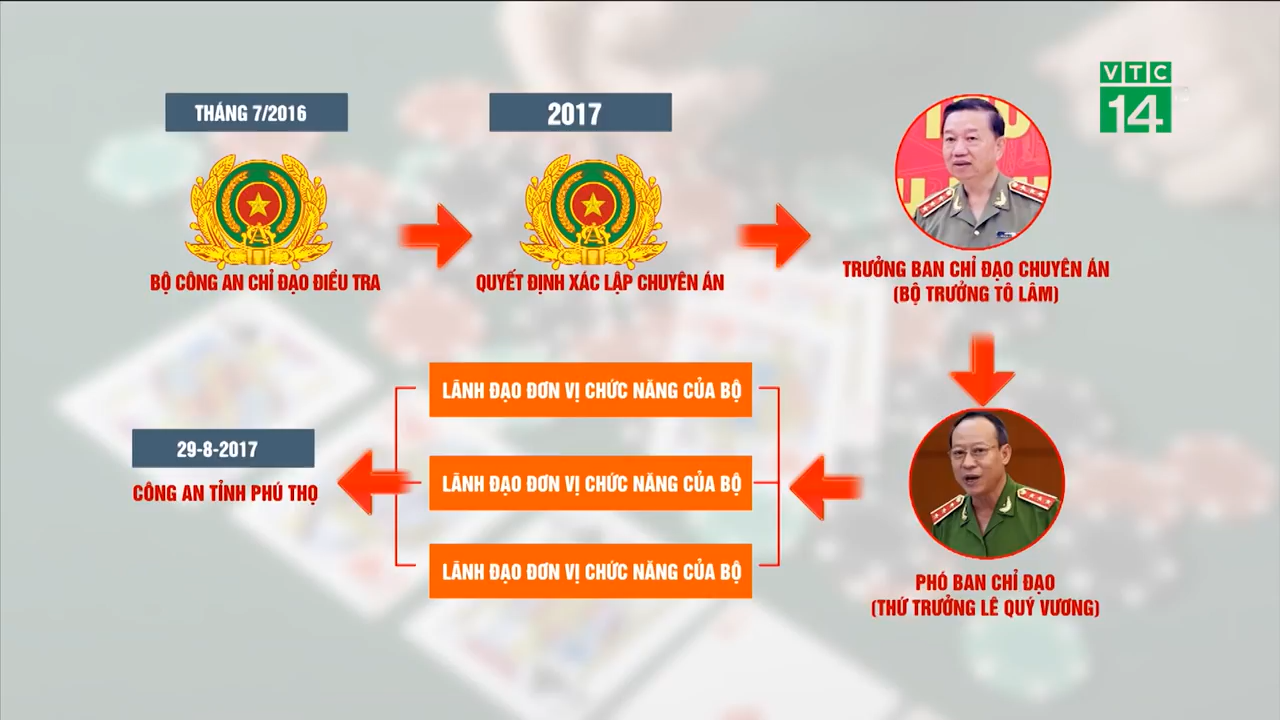 THÁNG 7/2016
2017
VTC
14
BỘ CÔNG AN CHỈ ĐẠO ĐIỀU TRA
QUYẾT ĐỊNH XÁC LẬP CHUYÊN ÁN
TRƯỞNG BAN CHỈ ĐẠO CHUYÊN ÁN
(BỘ TRƯỞNG TÔ LÂM)
LÃNH ĐẠO ĐƠN VỊ CHỨC NĂNG CỦA BỘ
29-8-2017
CÔNG AN TỈNH PHÚ THỌ
LÃNH ĐẠO ĐƠN VỊ CHỨC NĂNG CỦA BỘ
LÃNH ĐẠO ĐƠN VỊ CHỨC NĂNG CỦA BỘ
PHÓ BAN CHỈ ĐẠO
(THỨ TRƯỞNG LÊ QUÝ VƯƠNG)